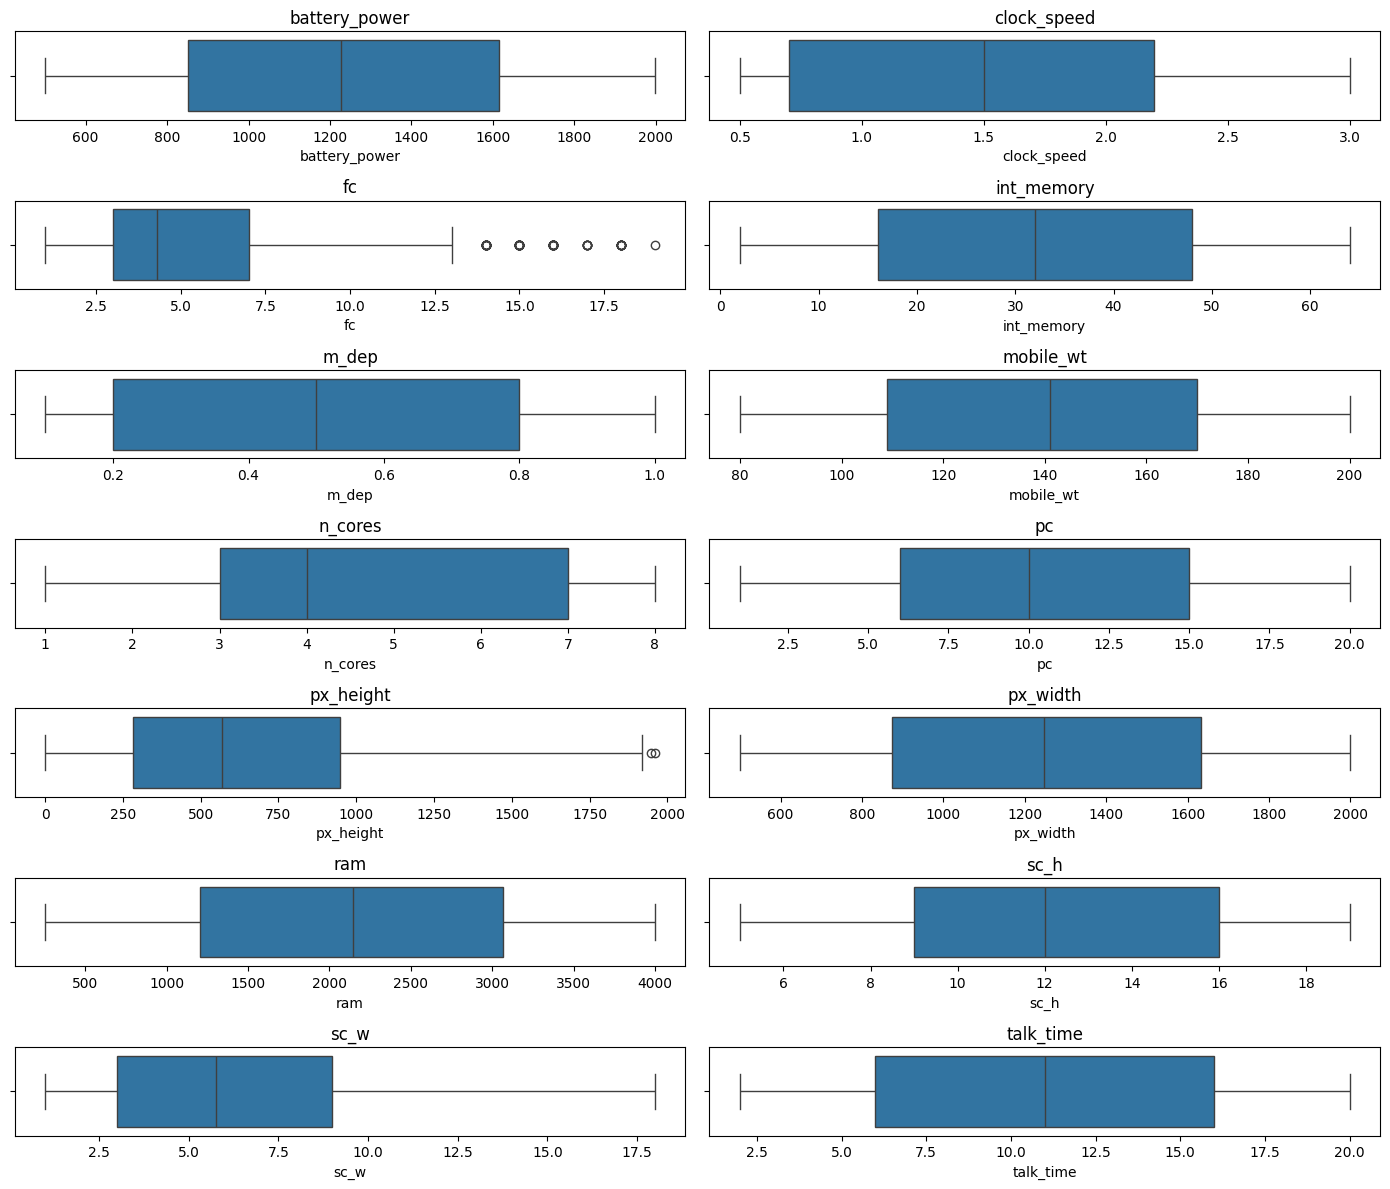 battery_power
600 800 1000 1200 1400 1600 1800 2000
battery_power
clock_speed
0.5 1.0 1.5 2.0 2.5 3.0
clock_speed
fc
2.5 5.0 7.5 10.0 12.5 15.0 17.5
fc
int_memory
0 10 20 30 40 50 60
int_memory
m_dep
0.2 0.4 0.6 0.8 1.0
m_dep
mobile_wt
80 100 120 140 160 180 200
mobile_wt
n_cores
1 2 3 4 5 6 7 8
n_cores
pc
2.5 5.0 7.5 10.0 12.5 15.0 17.5 20.0
pc
px_height
0 250 500 750 1000 1250 1500 1750 2000
px_height
px_width
600 800 1000 1200 1400 1600 1800 2000
px_width
ram
500 1000 1500 2000 2500 3000 3500 4000
ram
sc_h
6 8 10 12 14 16 18
sc_h
sc_w
2.5 5.0 7.5 10.0 12.5 15.0 17.5
sc_w
talk_time
2.5 5.0 7.5 10.0 12.5 15.0 17.5 20.0
talk_time